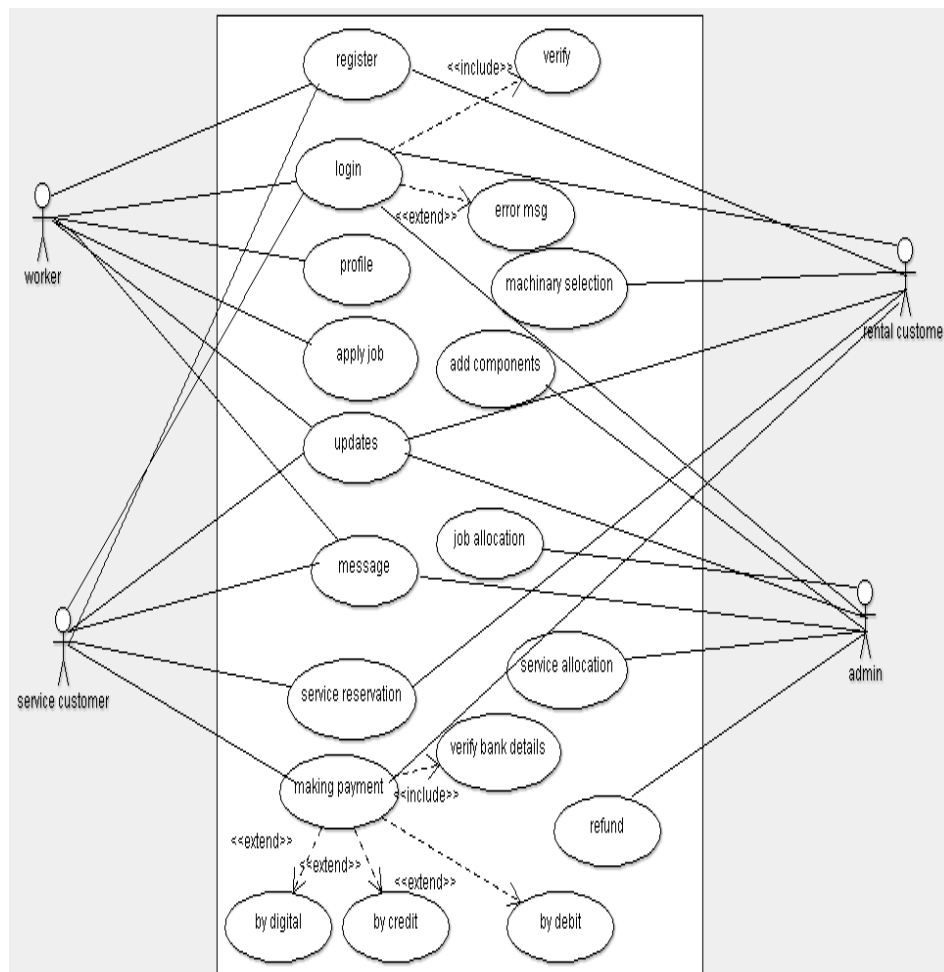 register
verify
<<include>>
login
<<extend>>
error msg
worker
profile
machinary selection
rental custome
apply job
add components
updates
job allocation
message
service customer
service reservation
service allocation
admin
verify bank details
making payment
<<include>>
refund
<<extend>>
<<extend>>
<<extend>>
by digital
by credit
by debit